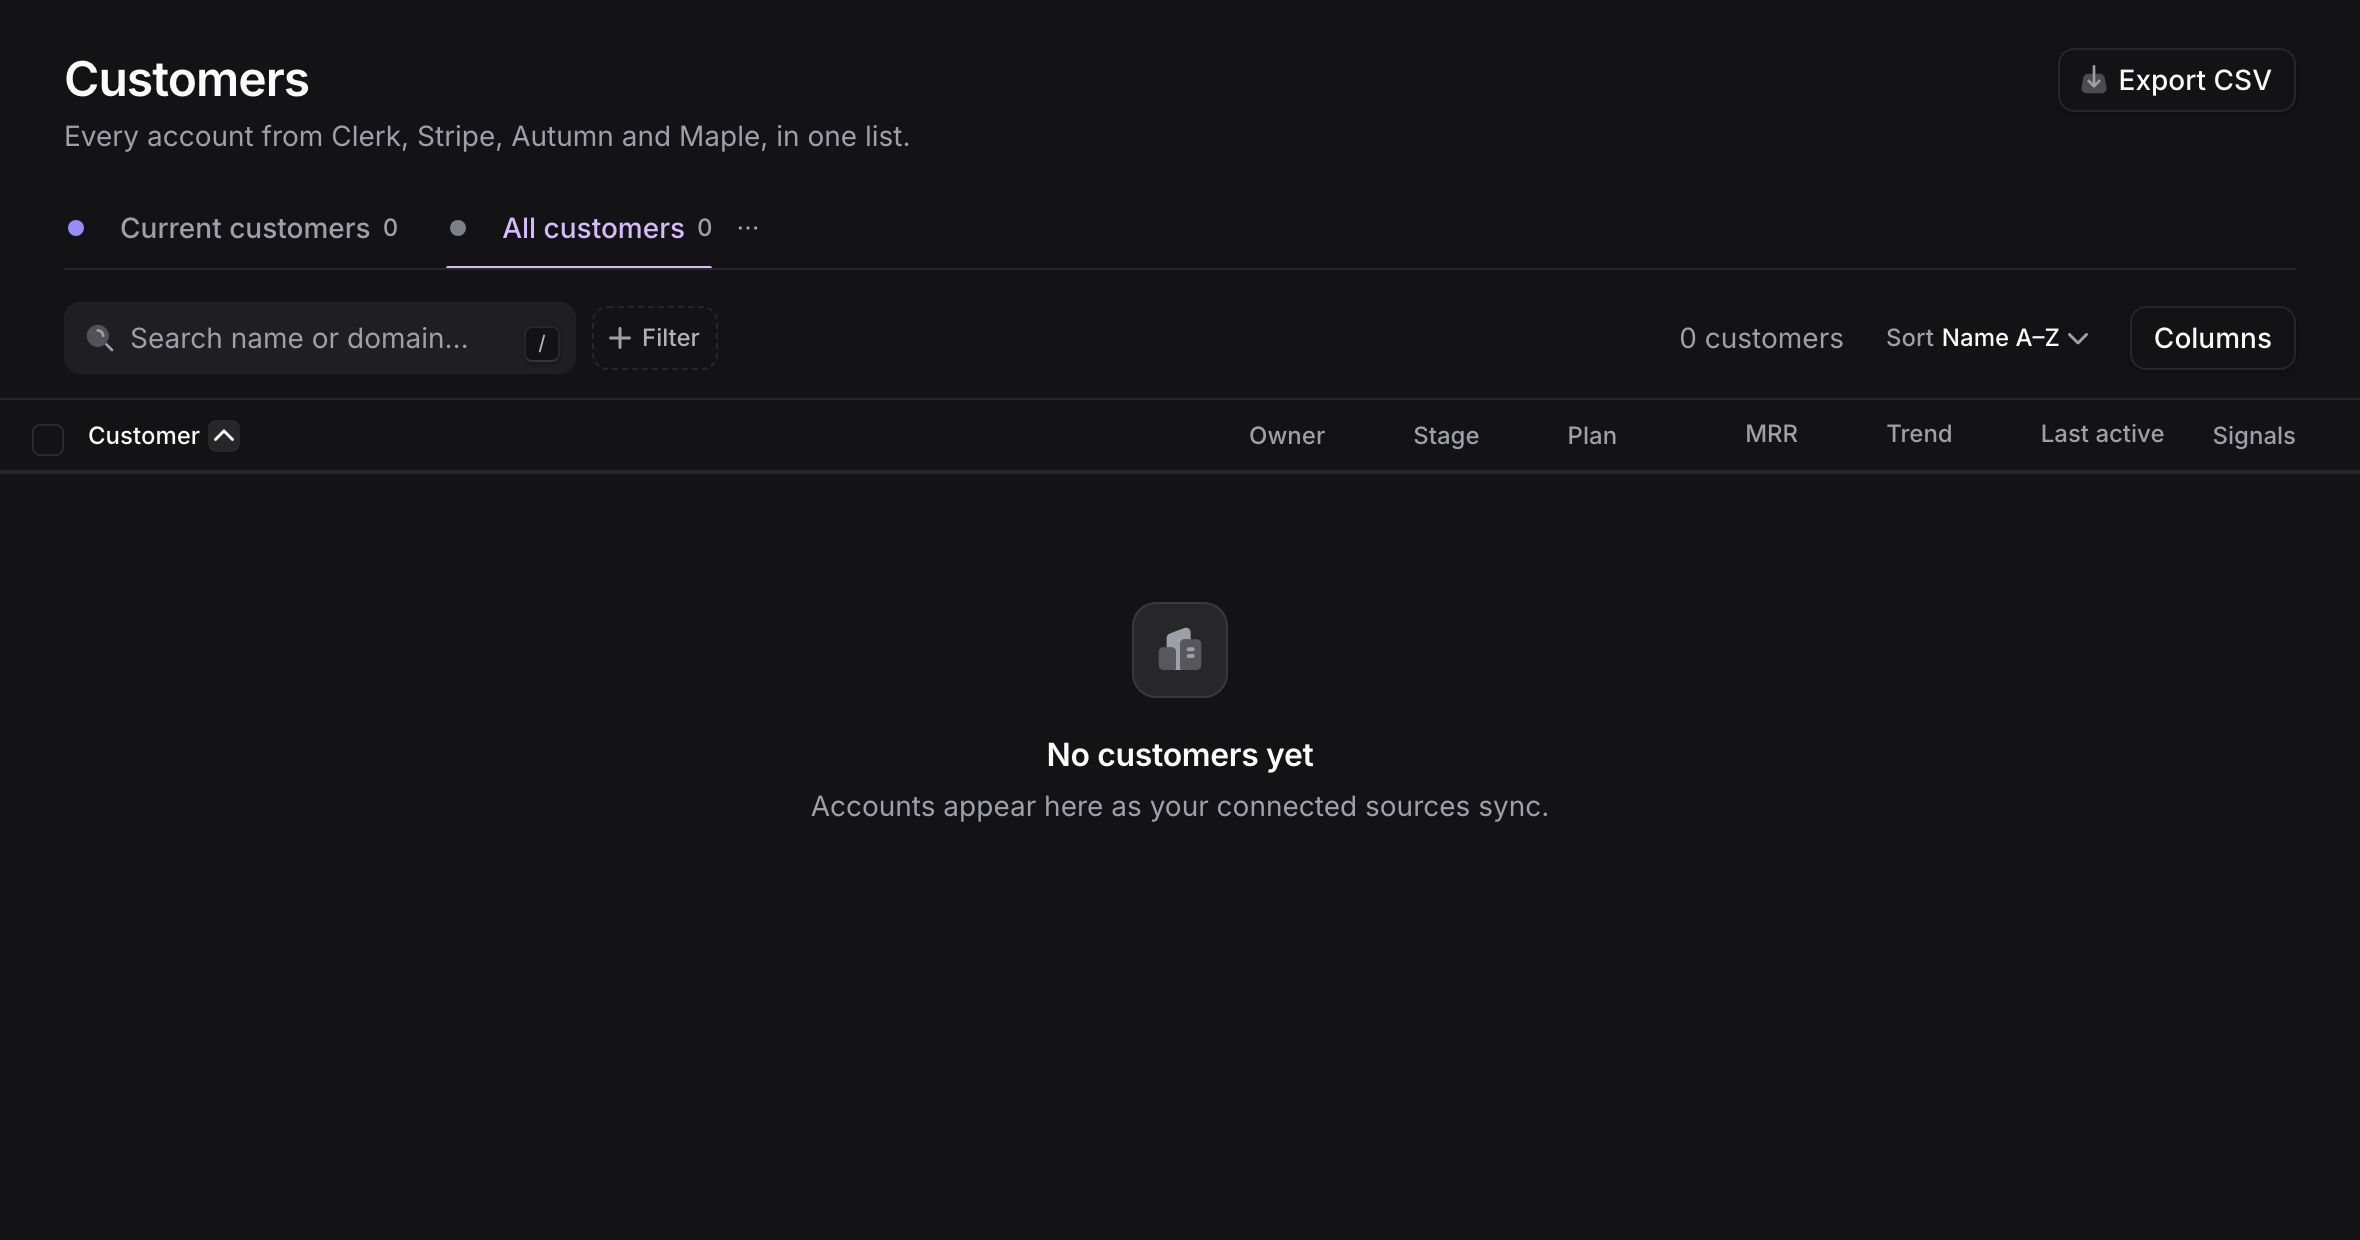 Customers
Export CSV
Every account from Clerk, Stripe, Autumn and Maple, in one list.
Current customers 0 All customers 0 ...
Search name or domain... / + Filter 0 customers Sort Name A–Z Columns
Customer Owner Stage Plan MRR Trend Last active Signals
No customers yet
Accounts appear here as your connected sources sync.